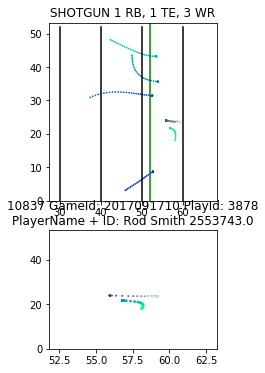 SHOTGUN 1 RB, 1 TE, 3 WR
50
40
30
20
10
0
30 40 50 60
10837 GameId: 2017091710 PlayId: 3878
PlayerName + ID: Rod Smith 2553743.0
40
20
0
52.5 55.0 57.5 60.0 62.5